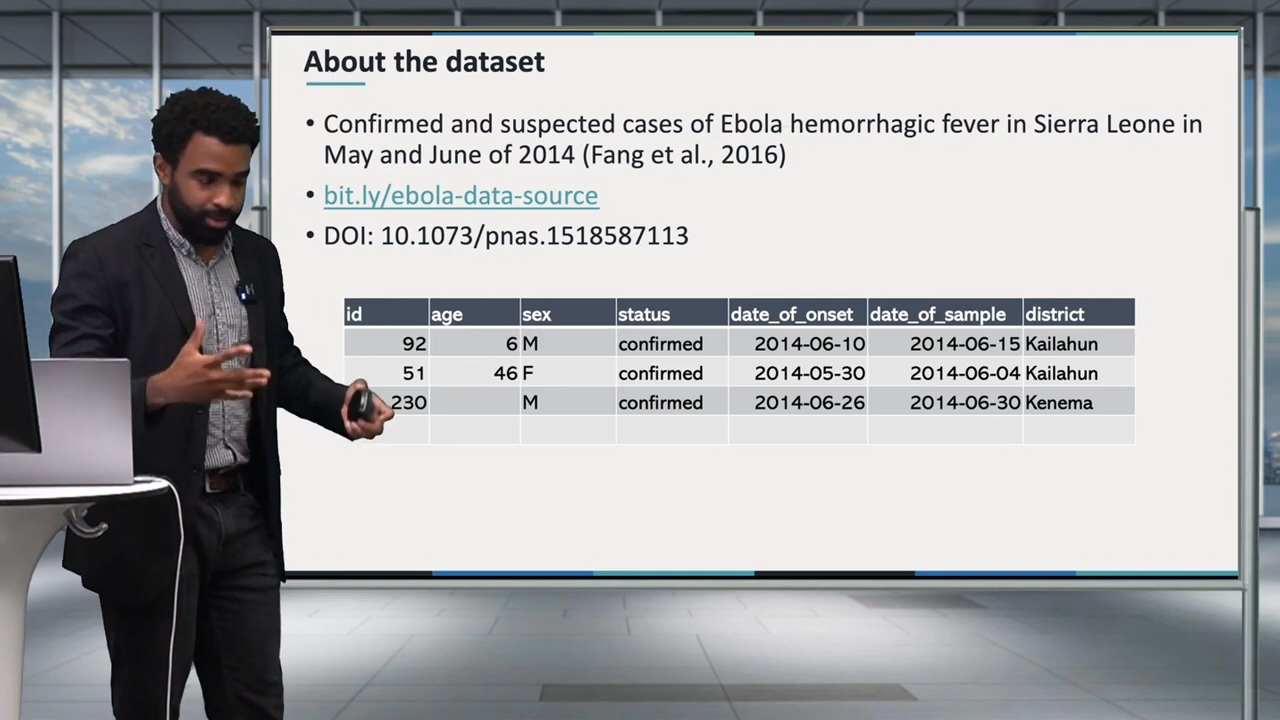 About the dataset
• Confirmed and suspected cases of Ebola hemorrhagic fever in Sierra Leone in
May and June of 2014 (Fang et al., 2016)
• bit.ly/ebola-data-source
• DOI: 10.1073/pnas.1518587113
id age sex status date_of_onset date_of_sample district
92 6 M confirmed 2014-06-10 2014-06-15 Kailahun
51 46 F confirmed 2014-05-30 2014-06-04 Kailahun
230 M confirmed 2014-06-26 2014-06-30 Kenema